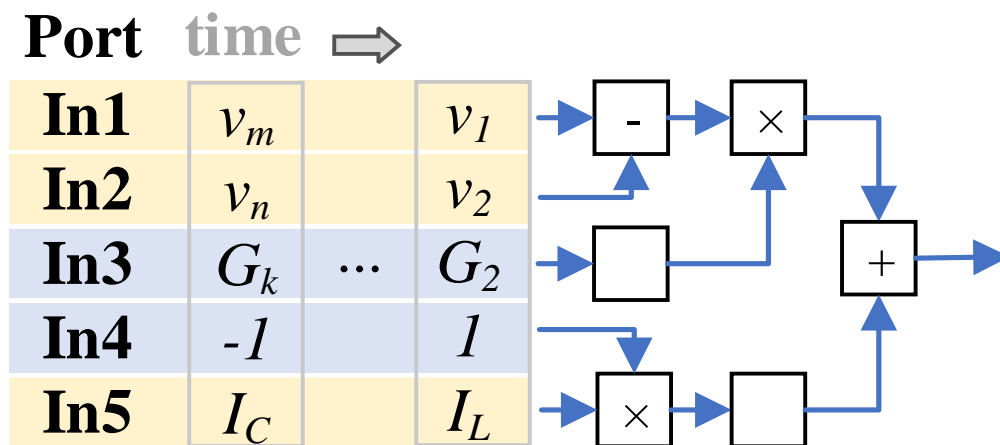 Port time
In1 v_m v_1 - ×
In2 v_n v_2
In3 G_k ... G_2 +
In4 -1 1
In5 I_C I_L ×